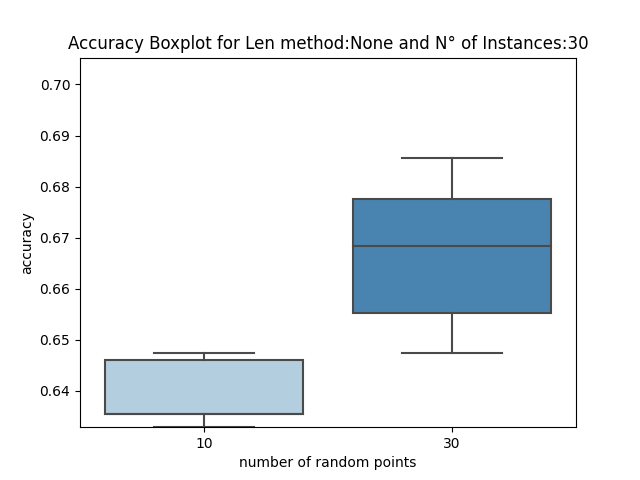 Accuracy Boxplot for Len method:None and N° of Instances:30
0.70
0.69
0.68
0.67
0.66
0.65
0.64
accuracy
10 30
number of random points